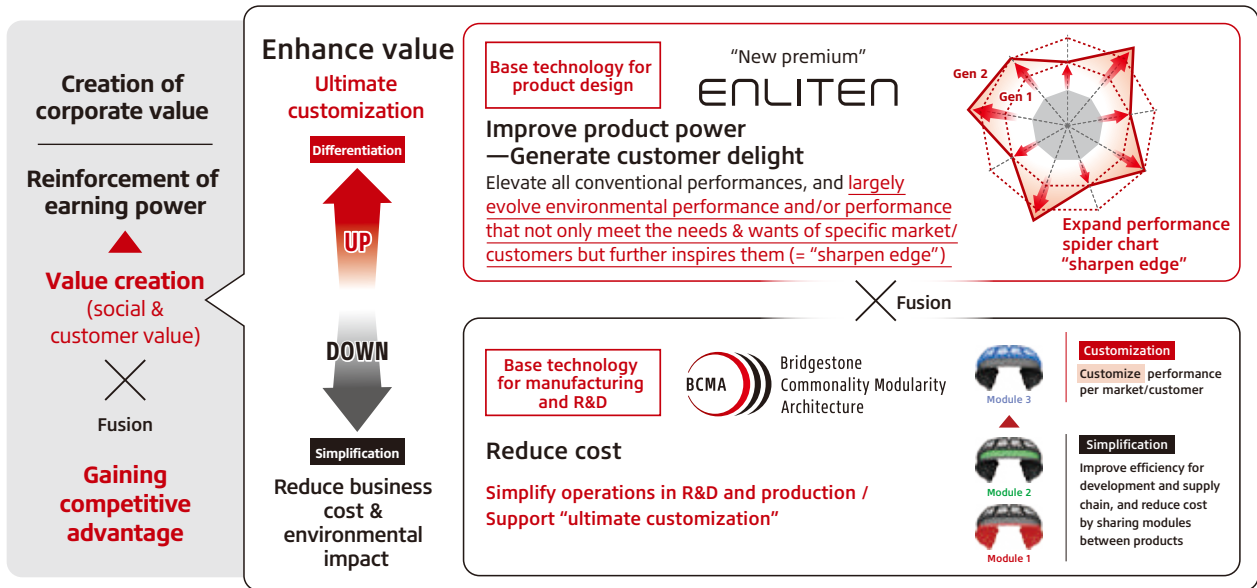 Creation of
corporate value
Reinforcement of
earning power
Value creation
(social &
customer value)
Fusion
Gaining
competitive
advantage
Enhance value
Ultimate
customization
Differentiation
UP
DOWN
Simplification
Reduce business
cost &
environmental
impact
Base technology for
product design
“New premium”
ENLITEN
Improve product power
—Generate customer delight
Elevate all conventional performances, and largely
evolve environmental performance and/or performance
that not only meet the needs & wants of specific market/
customers but further inspires them (= “sharpen edge”)
Gen 2
Gen 1
Expand performance
spider chart
“sharpen edge”
Fusion
Base technology
for manufacturing
and R&D
BCMA
Bridgestone
Commonality Modularity
Architecture
Reduce cost
Simplify operations in R&D and production /
Support “ultimate customization”
Module 3
Module 2
Module 1
Customization
Customize performance
per market/customer
Simplification
Improve efficiency for
development and supply
chain, and reduce cost
by sharing modules
between products